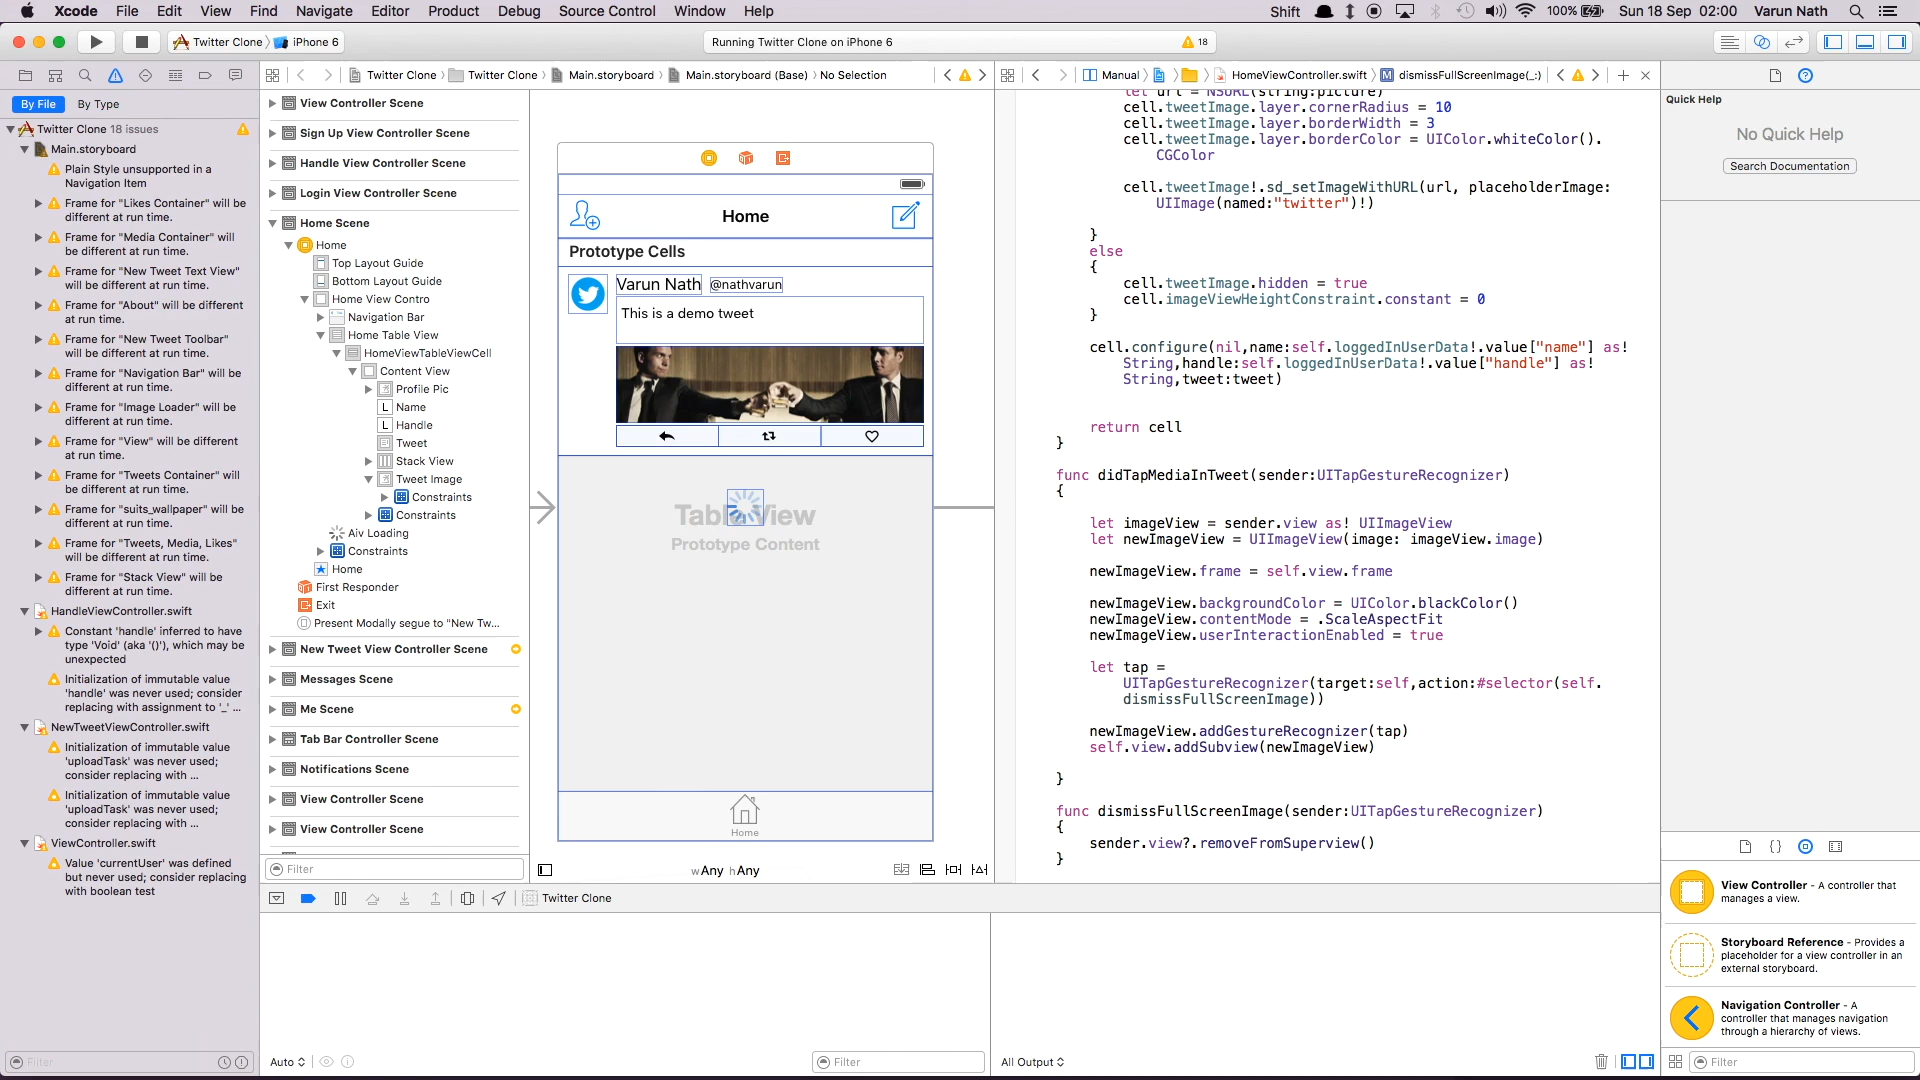 Xcode File Edit View Find Navigate Editor Product Debug Source Control Window Help
Shift 100% Sun 18 Sep 02:00 Varun Nath
Twitter Clone iPhone 6
Running Twitter Clone on iPhone 6
18
Twitter Clone Twitter Clone Main.storyboard Main.storyboard (Base) No Selection
Manual HomeViewController.swift M dismissFullScreenImage(_:)
By File By Type
Twitter Clone 18 issues
Main.storyboard
Plain Style unsupported in a
Navigation Item
Frame for "Likes Container" will be
different at run time.
Frame for "Media Container" will
be different at run time.
Frame for "New Tweet Text View"
will be different at run time.
Frame for "About" will be different
at run time.
Frame for "New Tweet Toolbar"
will be different at run time.
Frame for "Navigation Bar" will be
different at run time.
Frame for "Image Loader" will be
different at run time.
Frame for "View" will be different
at run time.
Frame for "Tweets Container" will
be different at run time.
Frame for "suits_wallpaper" will be
different at run time.
Frame for "Tweets, Media, Likes"
will be different at run time.
Frame for "Stack View" will be
different at run time.
HandleViewController.swift
Constant 'handle' inferred to have
type 'Void' (aka '()'), which may be
unexpected
Initialization of immutable value
'handle' was never used; consider
replacing with assignment to '_' ...
NewTweetViewController.swift
Initialization of immutable value
'uploadTask' was never used;
consider replacing with ...
Initialization of immutable value
'uploadTask' was never used;
consider replacing with ...
ViewController.swift
Value 'currentUser' was defined
but never used; consider replacing
with boolean test
Filter
View Controller Scene
Sign Up View Controller Scene
Handle View Controller Scene
Login View Controller Scene
Home Scene
Home
Top Layout Guide
Bottom Layout Guide
Home View Contro
Navigation Bar
Home Table View
HomeViewTableViewCell
Content View
Profile Pic
L Name
L Handle
Tweet
Stack View
Tweet Image
Constraints
Constraints
Aiv Loading
Constraints
Home
First Responder
Exit
Present Modally segue to "New Tw...
New Tweet View Controller Scene
Messages Scene
Me Scene
Tab Bar Controller Scene
Notifications Scene
View Controller Scene
View Controller Scene
Filter
Home
Prototype Cells
Varun Nath @nathvarun
This is a demo tweet
Table View
Prototype Content
Home
wAny hAny
let url = NSURL(string:picture)
cell.tweetImage.layer.cornerRadius = 10
cell.tweetImage.layer.borderWidth = 3
cell.tweetImage.layer.borderColor = UIColor.whiteColor().
CGColor
cell.tweetImage!.sd_setImageWithURL(url, placeholderImage:
UIImage(named:"twitter")!)
}
else
{
cell.tweetImage.hidden = true
cell.imageViewHeightConstraint.constant = 0
}
cell.configure(nil,name:self.loggedInUserData!.value["name"] as!
String,handle:self.loggedInUserData!.value["handle"] as!
String,tweet:tweet)
return cell
}
func didTapMediaInTweet(sender:UITapGestureRecognizer)
{
let imageView = sender.view as! UIImageView
let newImageView = UIImageView(image: imageView.image)
newImageView.frame = self.view.frame
newImageView.backgroundColor = UIColor.blackColor()
newImageView.contentMode = .ScaleAspectFit
newImageView.userInteractionEnabled = true
let tap =
UITapGestureRecognizer(target:self,action:#selector(self.
dismissFullScreenImage))
newImageView.addGestureRecognizer(tap)
self.view.addSubview(newImageView)
}
func dismissFullScreenImage(sender:UITapGestureRecognizer)
{
sender.view?.removeFromSuperview()
}
Twitter Clone
Auto
Filter
All Output
Quick Help
No Quick Help
Search Documentation
View Controller - A controller that
manages a view.
Storyboard Reference - Provides a
placeholder for a view controller in an
external storyboard.
Navigation Controller - A
controller that manages navigation
through a hierarchy of views.
Filter